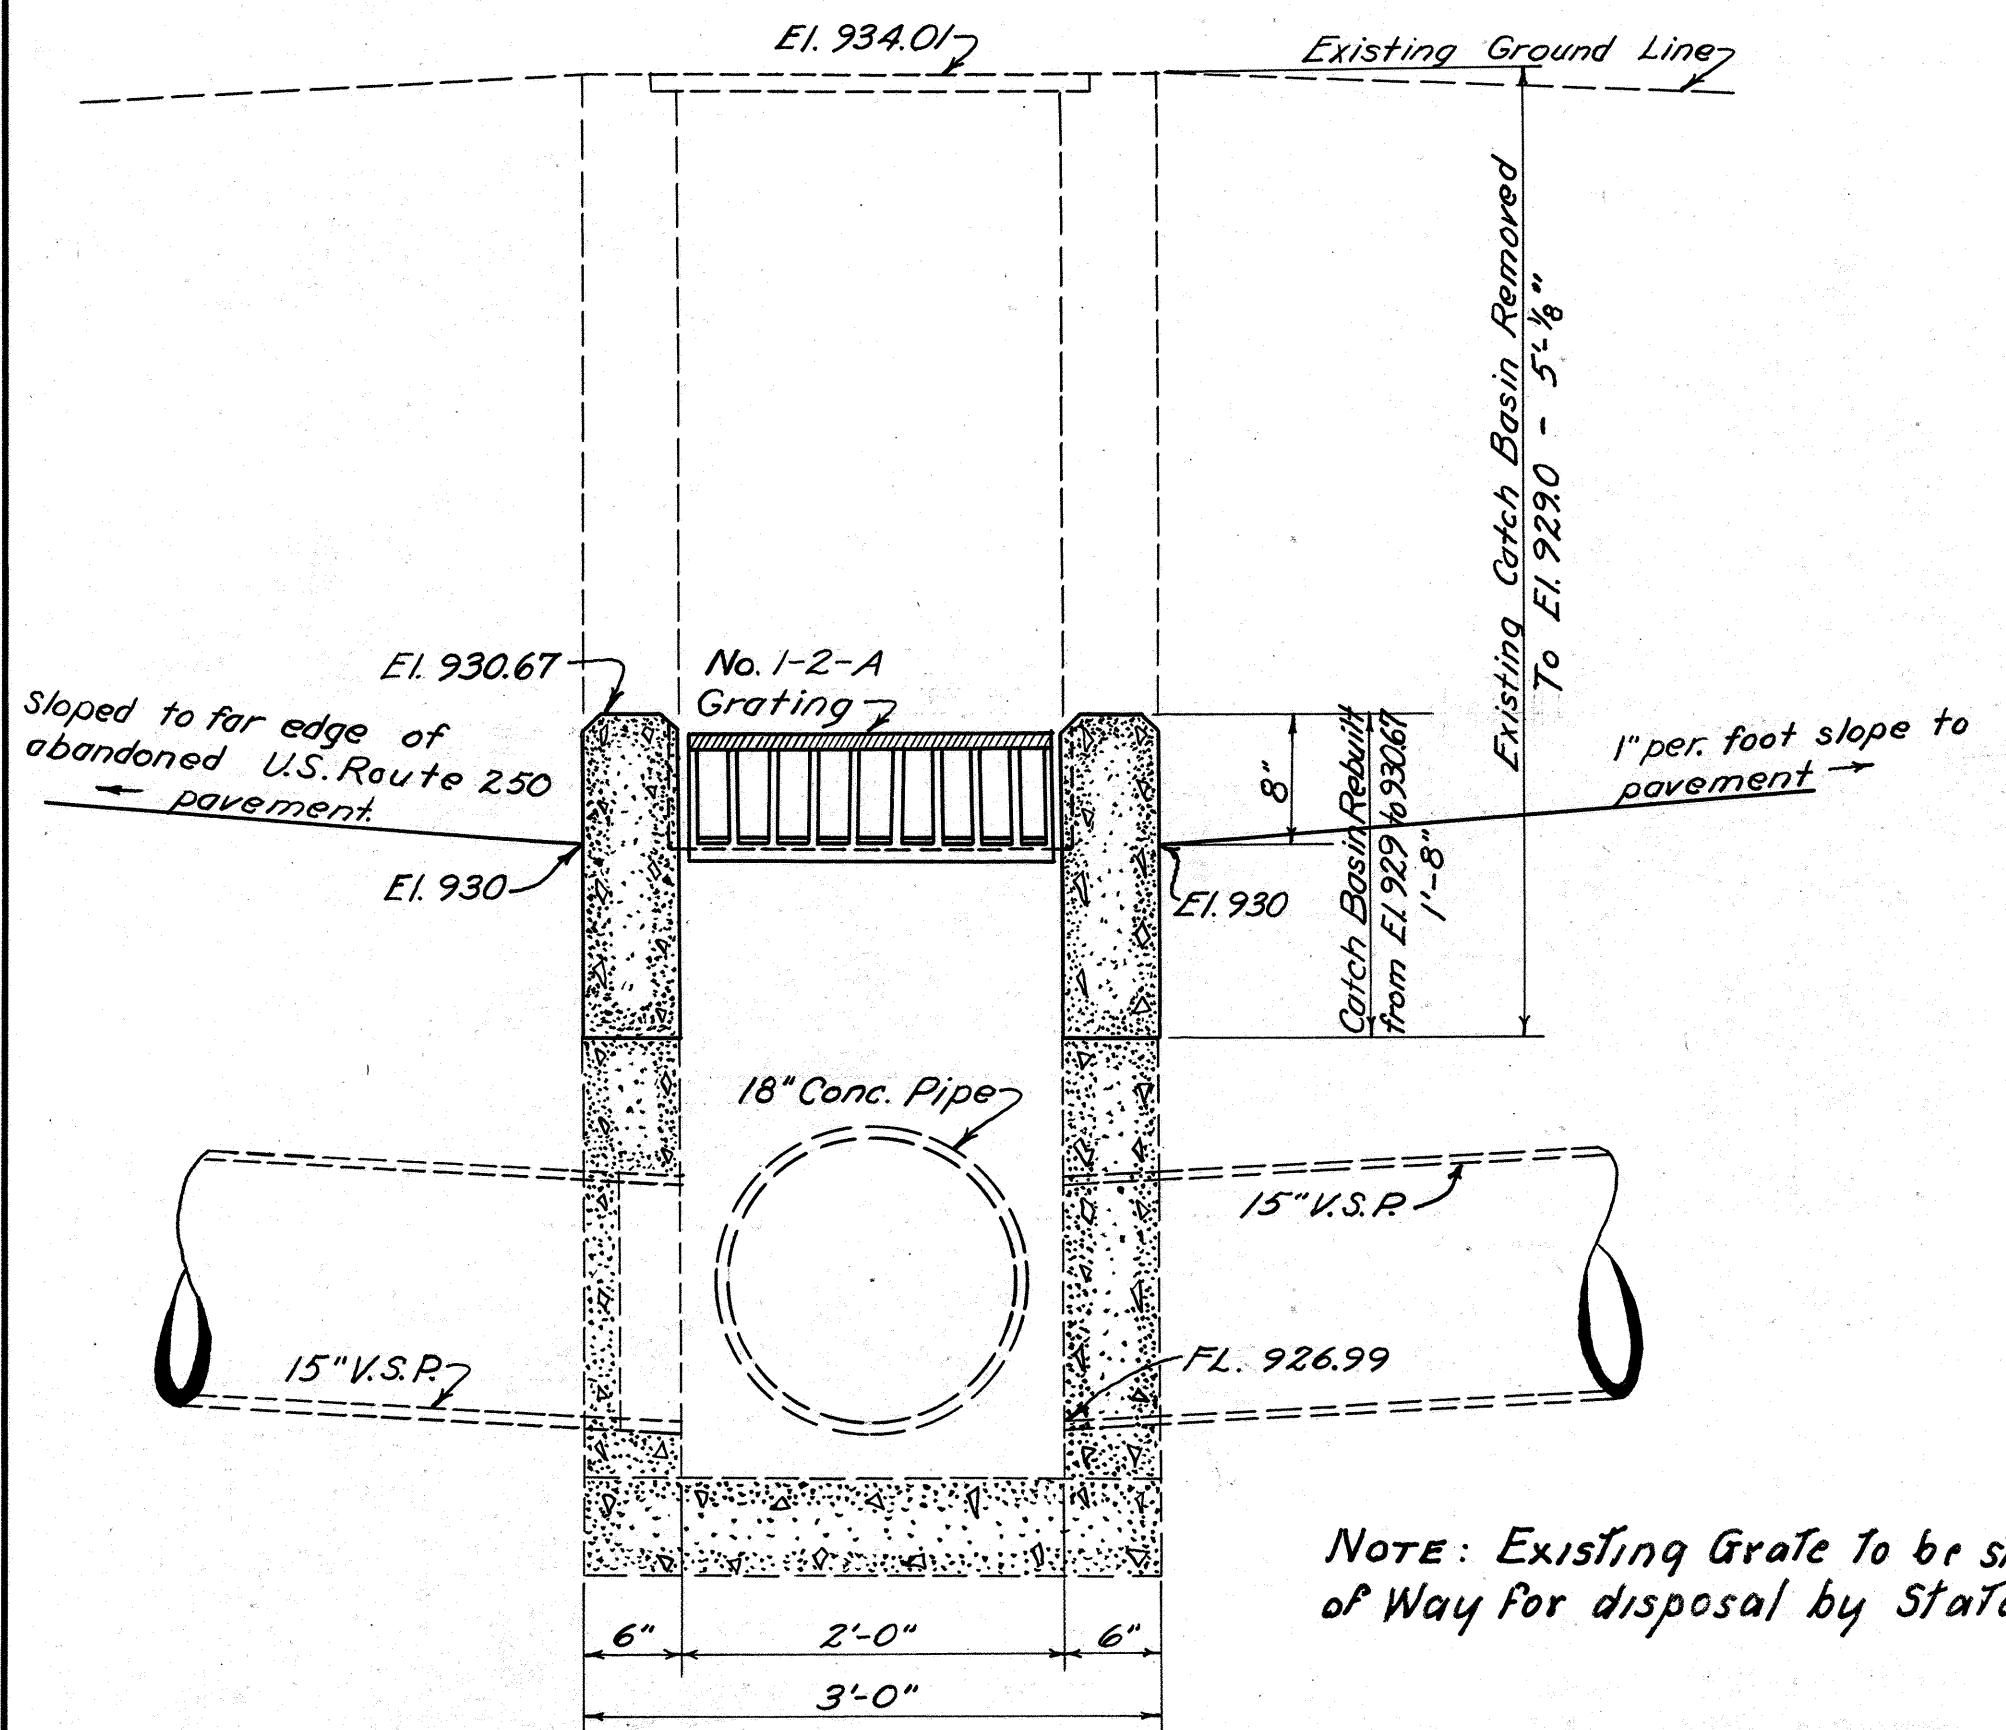 El. 934.01
Existing Ground Line
Existing Catch Basin Removed
To El. 929.0 - 5'-1/8"
El. 930.67
No. 1-2-A
Grating
sloped to far edge of
abandoned U.S. Route 250
pavement.
1" per. foot slope to
pavement
8"
Catch Basin Rebuilt
from El. 929 to 930.67
1'-8"
El. 930
El. 930
18" Conc. Pipe
15" V.S.P.
15" V.S.P.
FL. 926.99
NOTE: Existing Grate To be
of Way for disposal by
6"
2'-0"
6"
3'-0"